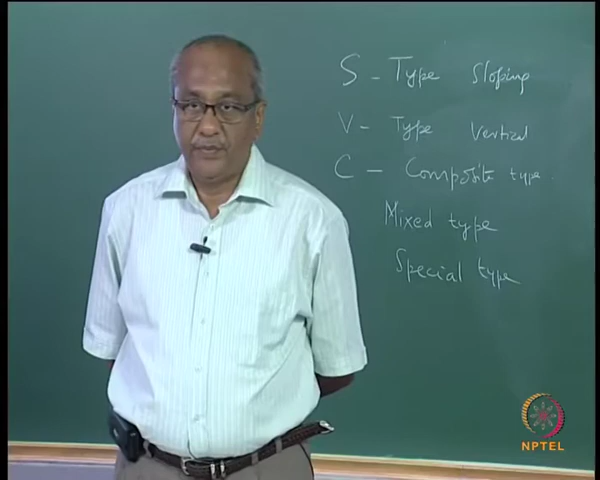 S - Type Sloping
V - Type Vertical
C - Composite type.
Mixed type
Special type
NPTEL